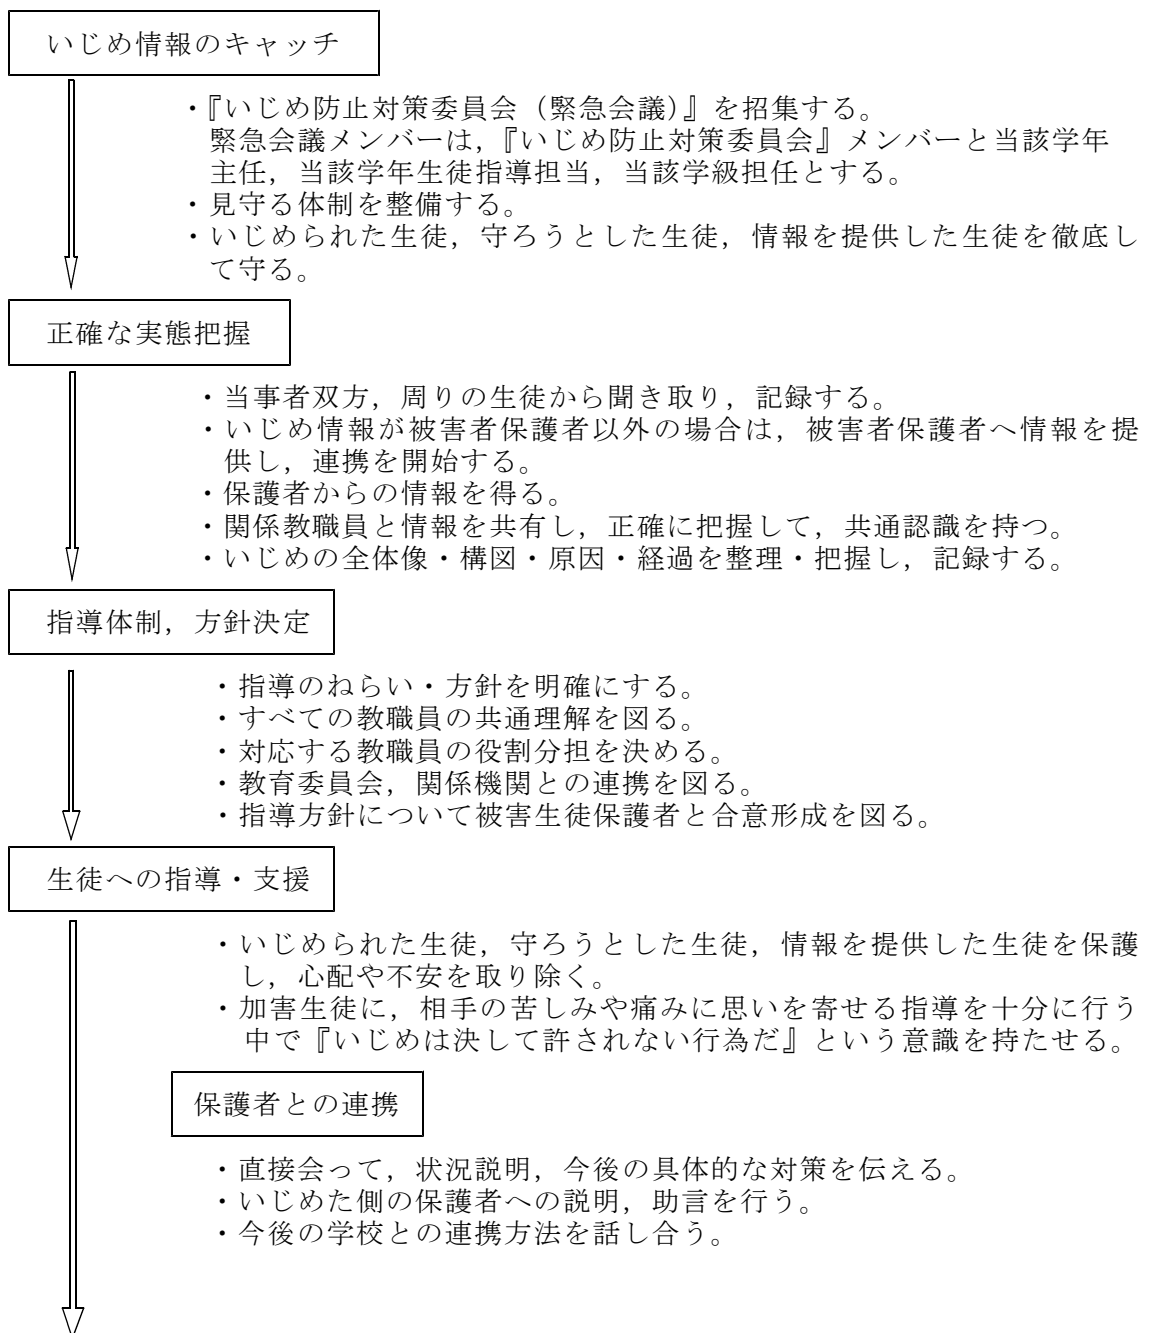 いじめ情報のキャッチ
・『いじめ防止対策委員会（緊急会議）』を招集する。
緊急会議メンバーは，『いじめ防止対策委員会』メンバーと当該学年
主任，当該学年生徒指導担当，当該学級担任とする。
・見守る体制を整備する。
・いじめられた生徒，守ろうとした生徒，情報を提供した生徒を徹底し
て守る。
正確な実態把握
・当事者双方，周りの生徒から聞き取り，記録する。
・いじめ情報が被害者保護者以外の場合は，被害者保護者へ情報を提
供し，連携を開始する。
・保護者からの情報を得る。
・関係教職員と情報を共有し，正確に把握して，共通認識を持つ。
・いじめの全体像・構図・原因・経過を整理・把握し，記録する。
指導体制，方針決定
・指導のねらい・方針を明確にする。
・すべての教職員の共通理解を図る。
・対応する教職員の役割分担を決める。
・教育委員会，関係機関との連携を図る。
・指導方針について被害生徒保護者と合意形成を図る。
生徒への指導・支援
・いじめられた生徒，守ろうとした生徒，情報を提供した生徒を保護
し，心配や不安を取り除く。
・加害生徒に，相手の苦しみや痛みに思いを寄せる指導を十分に行う
中で『いじめは決して許されない行為だ』という意識を持たせる。
保護者との連携
・直接会って，状況説明，今後の具体的な対策を伝える。
・いじめた側の保護者への説明，助言を行う。
・今後の学校との連携方法を話し合う。